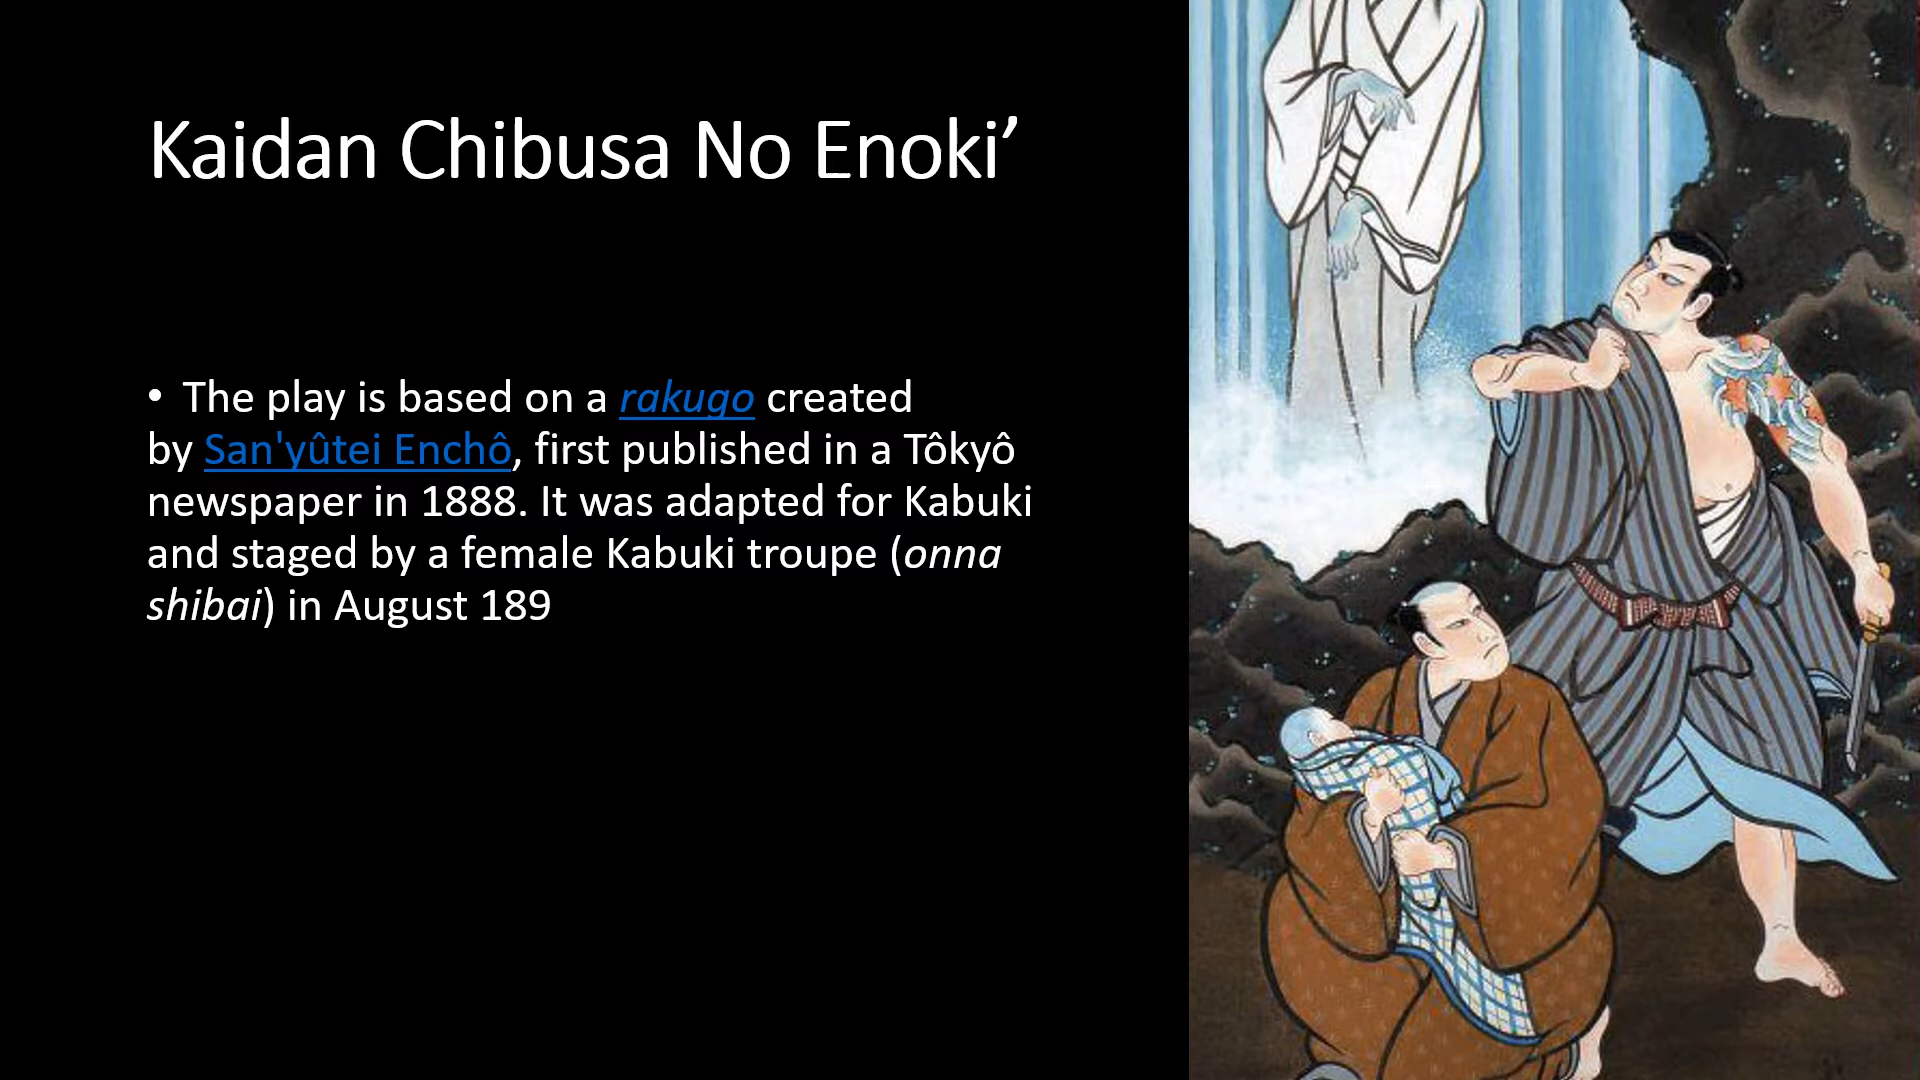 Kaidan Chibusa No Enoki’
• The play is based on a rakugo created
by San'yûtei Enchô, first published in a Tôkyô
newspaper in 1888. It was adapted for Kabuki
and staged by a female Kabuki troupe (onna
shibai) in August 189